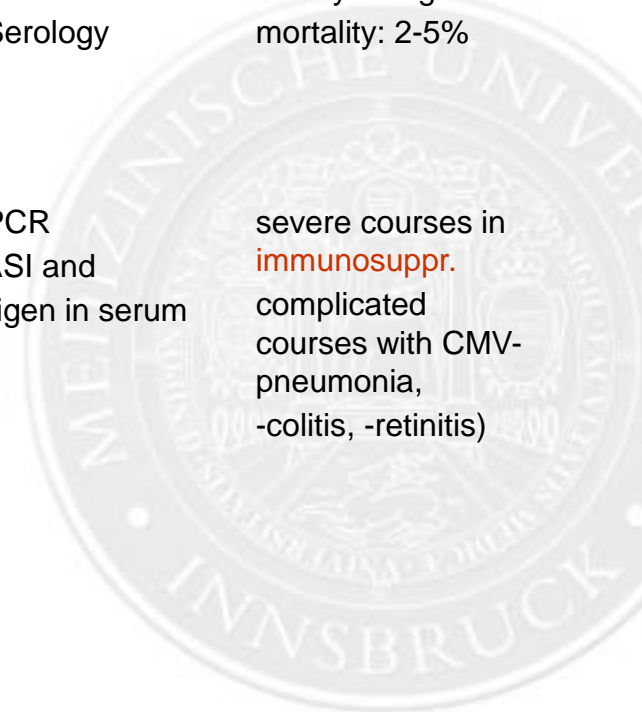 Serology
mortality: 2-5%
PCR
ASI and
igen in serum
severe courses in
immunosuppr.
complicated
courses with CMV-
pneumonia,
-colitis, -retinitis)
INNSBRUCK